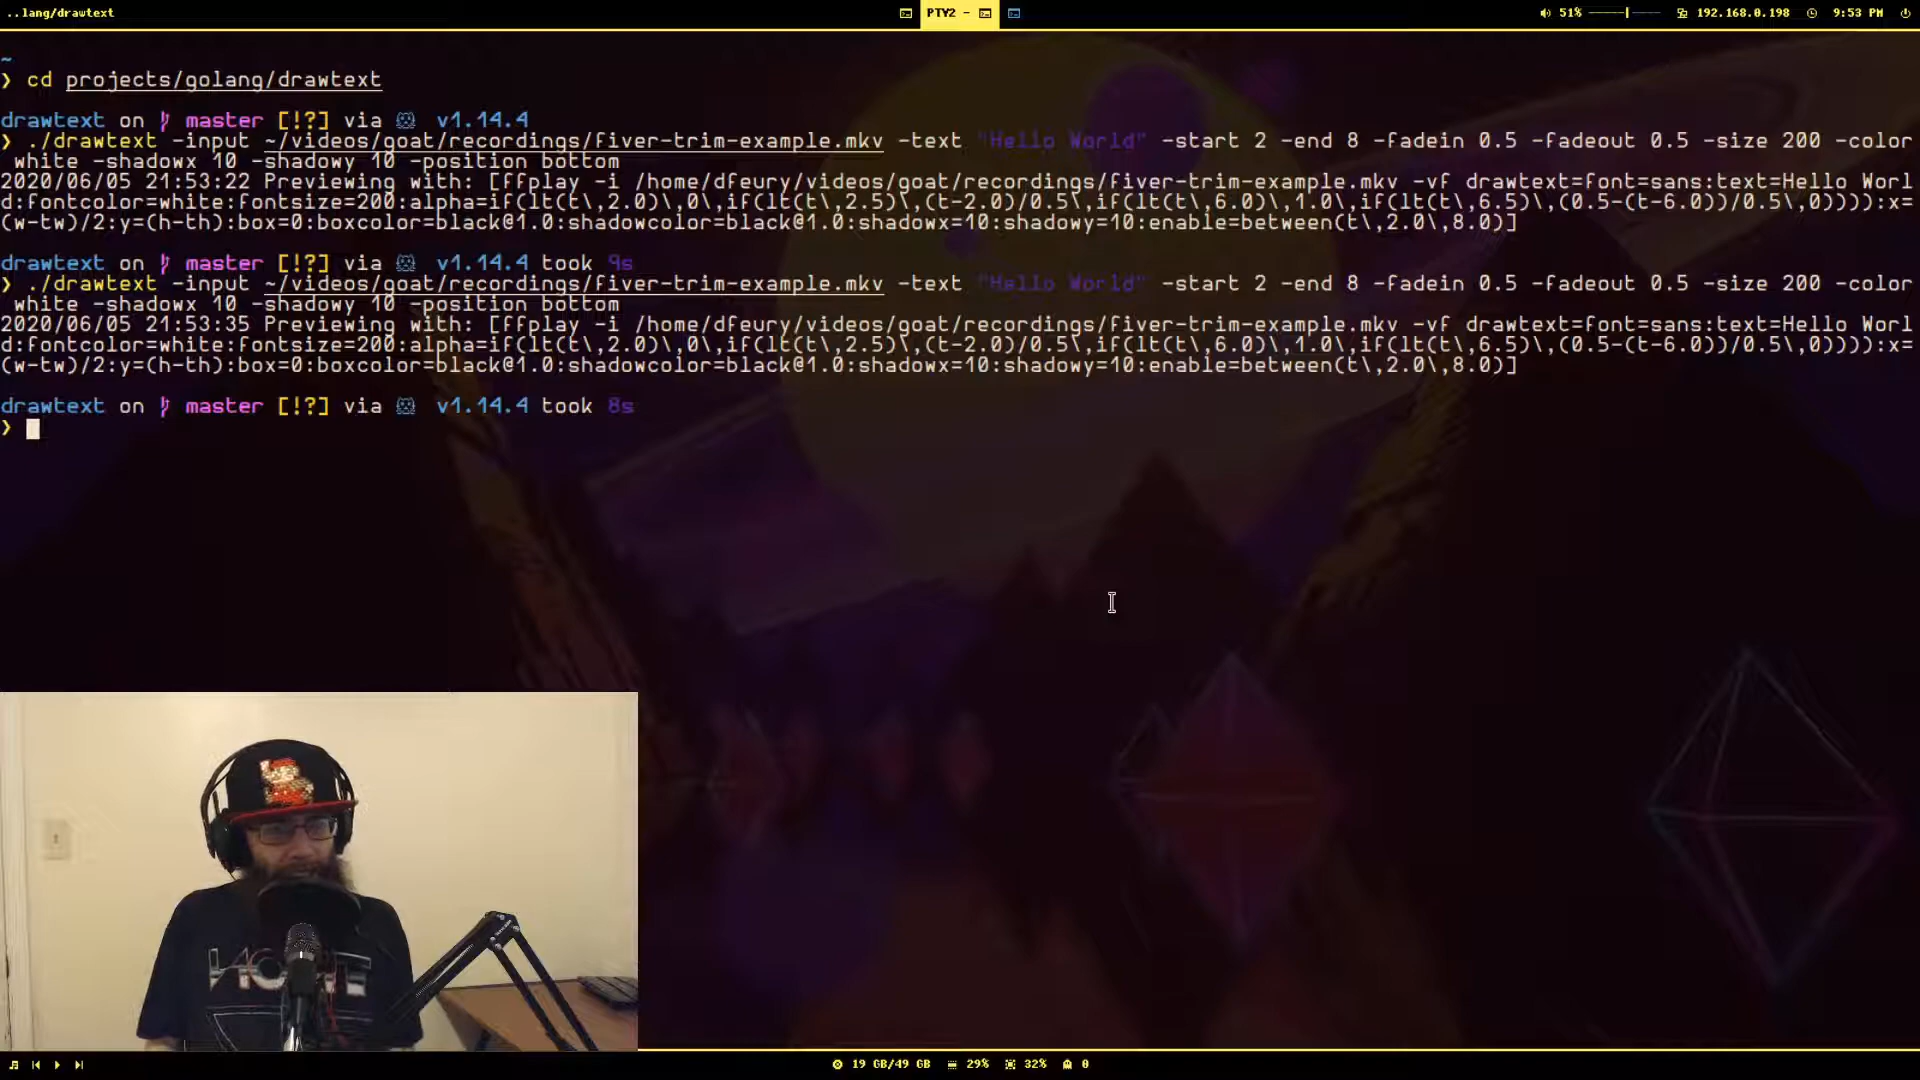 ..lang/drawtext
PTY2 -
51%
192.168.0.198
9:53 PM
~
❯ cd projects/golang/drawtext
drawtext on master [!?] via v1.14.4
❯ ./drawtext -input ~/videos/goat/recordings/fiver-trim-example.mkv -text "Hello World" -start 2 -end 8 -fadein 0.5 -fadeout 0.5 -size 200 -color
white -shadowx 10 -shadowy 10 -position bottom
2020/06/05 21:53:22 Previewing with: [ffplay -i /home/dfeury/videos/goat/recordings/fiver-trim-example.mkv -vf drawtext=font=sans:text=Hello Worl
d:fontcolor=white:fontsize=200:alpha=if(lt(t\,2.0)\,0\,if(lt(t\,2.5)\,(t-2.0)/0.5\,if(lt(t\,6.0)\,1.0\,if(lt(t\,6.5)\,(0.5-(t-6.0))/0.5\,0)))):x=
(w-tw)/2:y=(h-th):box=0:boxcolor=black@1.0:shadowcolor=black@1.0:shadowx=10:shadowy=10:enable=between(t\,2.0\,8.0)]
drawtext on master [!?] via v1.14.4 took 9s
❯ ./drawtext -input ~/videos/goat/recordings/fiver-trim-example.mkv -text "Hello World" -start 2 -end 8 -fadein 0.5 -fadeout 0.5 -size 200 -color
white -shadowx 10 -shadowy 10 -position bottom
2020/06/05 21:53:35 Previewing with: [ffplay -i /home/dfeury/videos/goat/recordings/fiver-trim-example.mkv -vf drawtext=font=sans:text=Hello Worl
d:fontcolor=white:fontsize=200:alpha=if(lt(t\,2.0)\,0\,if(lt(t\,2.5)\,(t-2.0)/0.5\,if(lt(t\,6.0)\,1.0\,if(lt(t\,6.5)\,(0.5-(t-6.0))/0.5\,0)))):x=
(w-tw)/2:y=(h-th):box=0:boxcolor=black@1.0:shadowcolor=black@1.0:shadowx=10:shadowy=10:enable=between(t\,2.0\,8.0)]
drawtext on master [!?] via v1.14.4 took 8s
❯
19 GB/49 GB
29%
32%
0